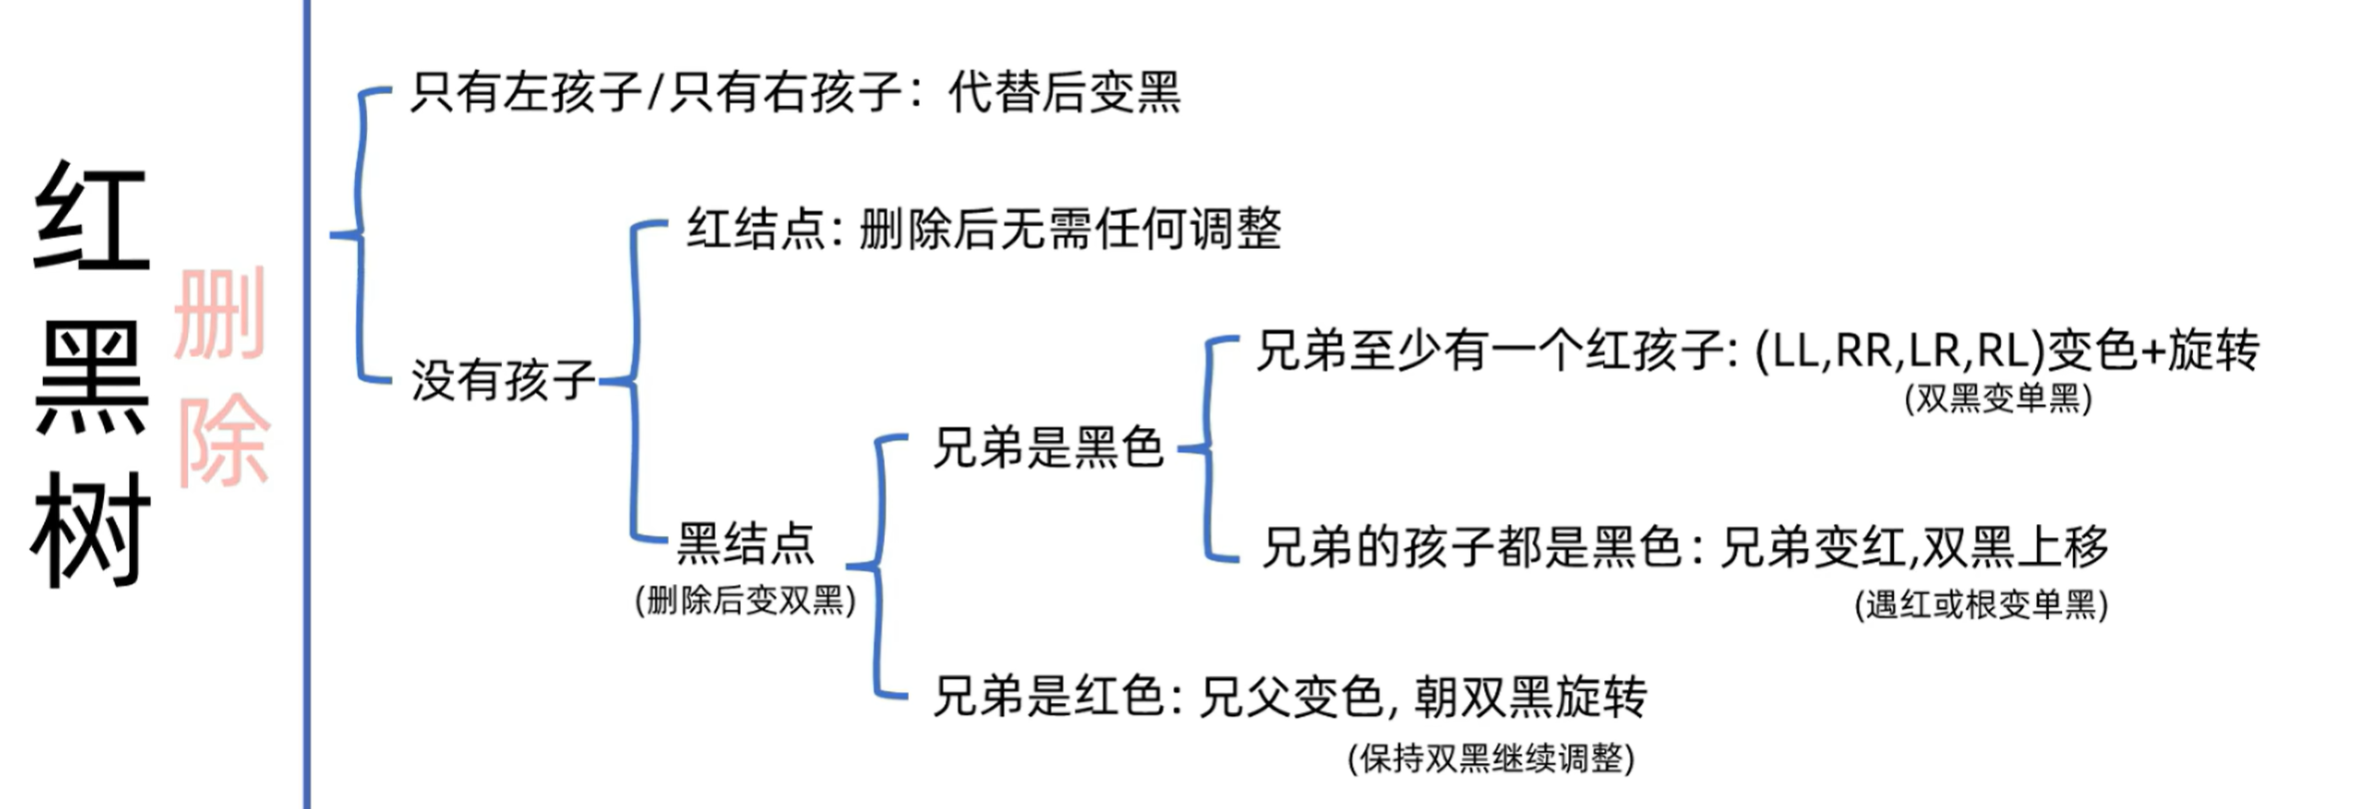 红黑树
删除
只有左孩子/只有右孩子：代替后变黑
没有孩子
红结点：删除后无需任何调整
黑结点
(删除后变双黑)
兄弟是黑色
兄弟至少有一个红孩子: (LL,RR,LR,RL)变色+旋转
(双黑变单黑)
兄弟的孩子都是黑色：兄弟变红,双黑上移
(遇红或根变单黑)
兄弟是红色：兄父变色, 朝双黑旋转
(保持双黑继续调整)